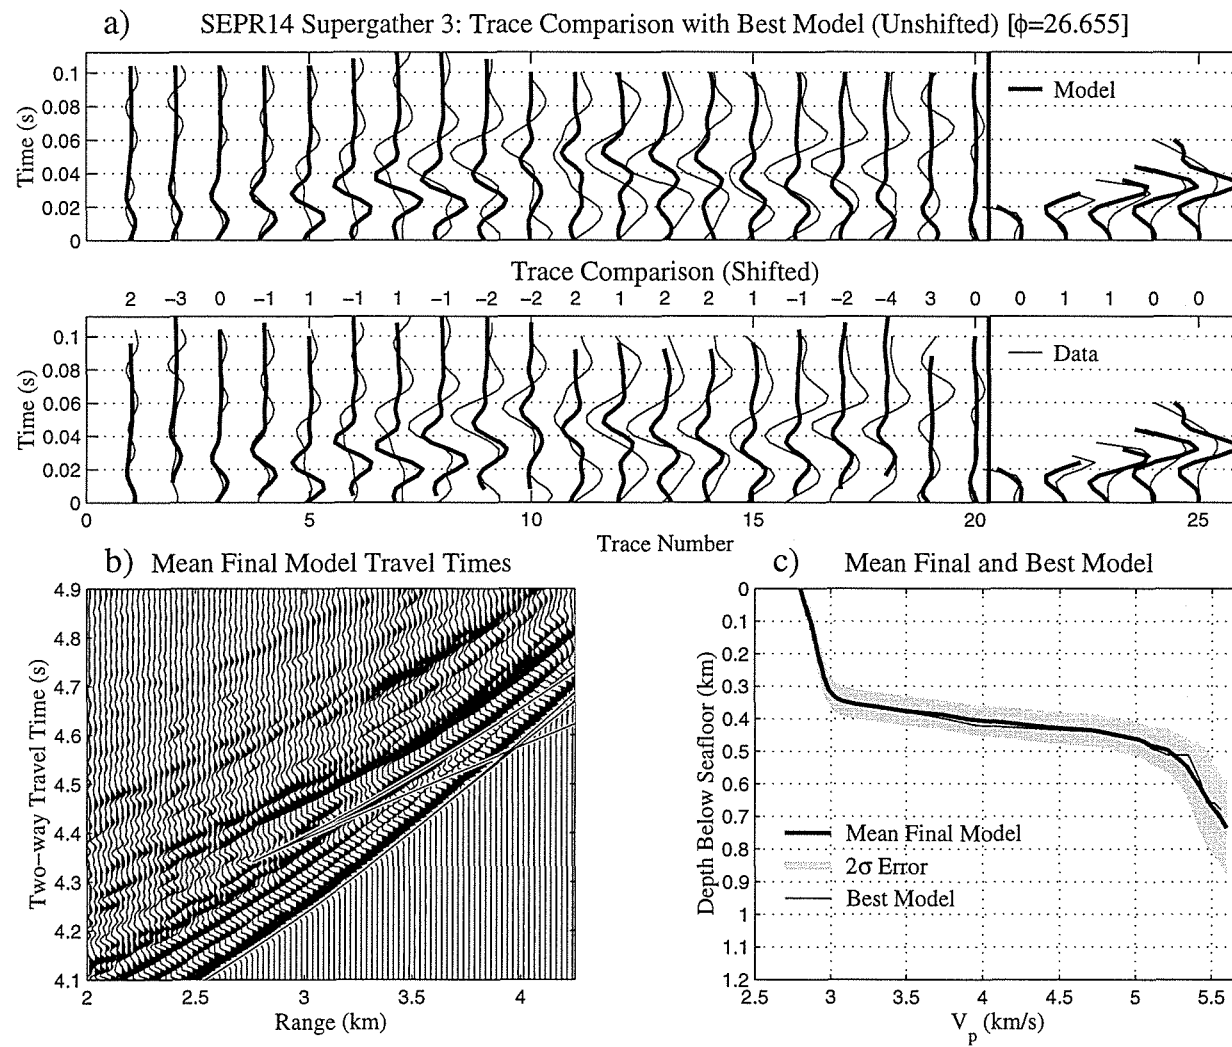 a) SEPR14 Supergather 3: Trace Comparison with Best Model (Unshifted) [ϕ=26.655]
0.1
0.08
0.06
0.04
0.02
0
Time (s)
Model
Trace Comparison (Shifted)
2 −3 0 −1 1 −1 1 −1 −2 −2 2 1 2 2 1 −1 −2 −4 3 0 0 1 1 0 0
0.1
0.08
0.06
0.04
0.02
0
Time (s)
Data
0 5 10 15 20 25
Trace Number
b) Mean Final Model Travel Times
4.9
4.8
4.7
4.6
4.5
4.4
4.3
4.2
4.1
Two−way Travel Time (s)
2 2.5 3 3.5 4
Range (km)
c) Mean Final and Best Model
0
0.1
0.2
0.3
0.4
0.5
0.6
0.7
0.8
0.9
1
1.1
1.2
Depth Below Seafloor (km)
Mean Final Model
2σ Error
Best Model
2.5 3 3.5 4 4.5 5 5.5
Vp (km/s)